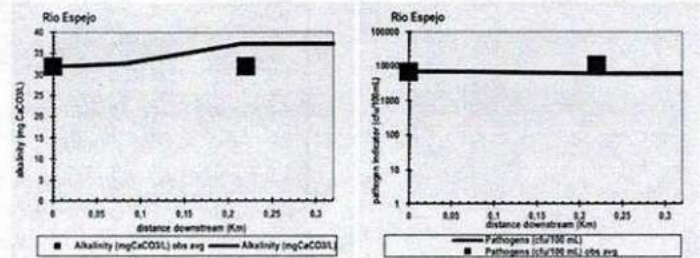 Rio Espejo
alkalinity (mg CaCO3/L)
40
35
30
25
20
15
10
5
0
0 0,05 0,1 0,15 0,2 0,25 0,3
distance downstream (Km)
Alkalinity (mgCaCO3/L) obs avg Alkalinity (mgCaCO3/L)
Rio Espejo
pathogen indicator (cfu/100mL)
100000
10000
1000
100
10
1
0 0,05 0,1 0,15 0,2 0,25 0,3
distance downstream (Km)
Pathogens (cfu/100 mL)
Pathogens (cfu/100 mL) obs avg